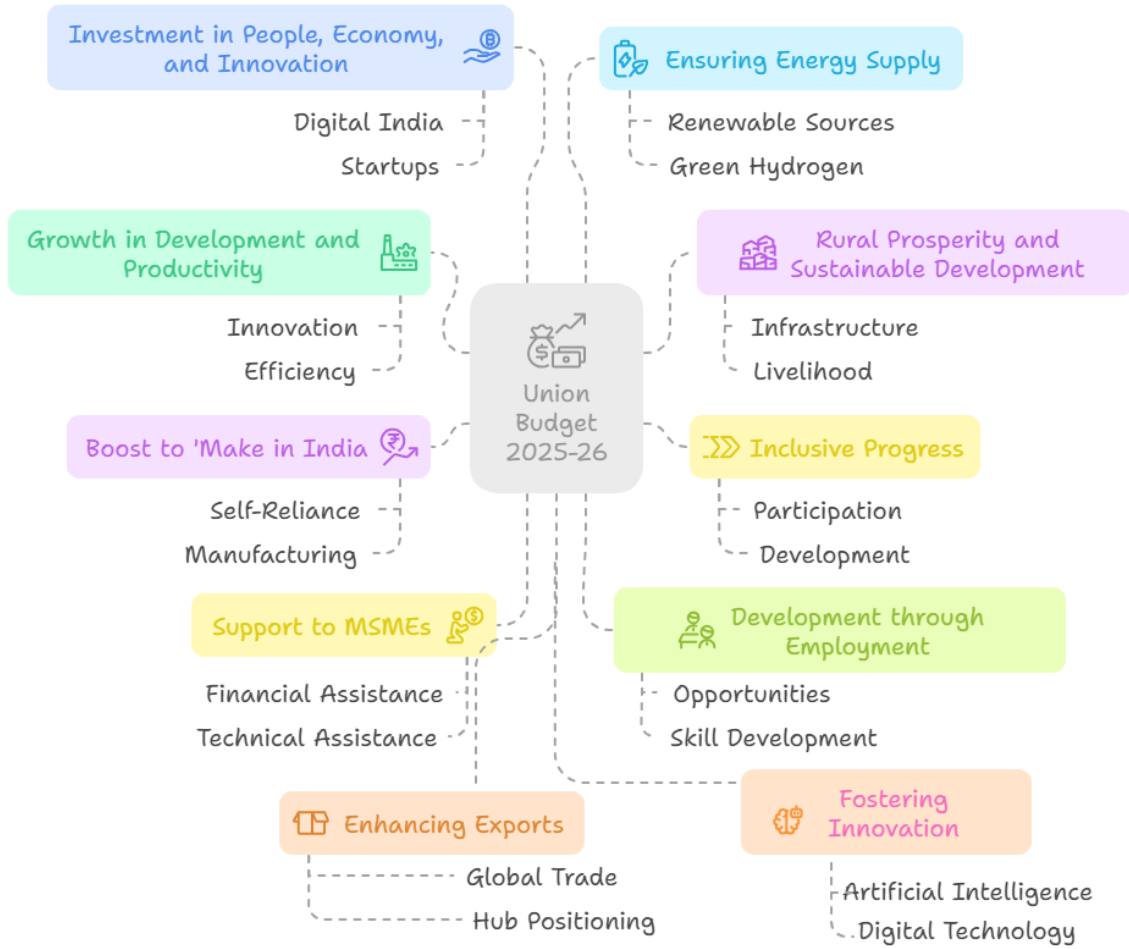 Investment in People, Economy,
and Innovation
Digital India
Startups
Ensuring Energy Supply
Renewable Sources
Green Hydrogen
Growth in Development and
Productivity
Innovation
Efficiency
Rural Prosperity and
Sustainable Development
Infrastructure
Livelihood
Union
Budget
2025-26
Boost to 'Make in India
Self-Reliance
Manufacturing
Inclusive Progress
Participation
Development
Support to MSMEs
Financial Assistance
Technical Assistance
Development through
Employment
Opportunities
Skill Development
Enhancing Exports
Global Trade
Hub Positioning
Fostering
Innovation
Artificial Intelligence
Digital Technology